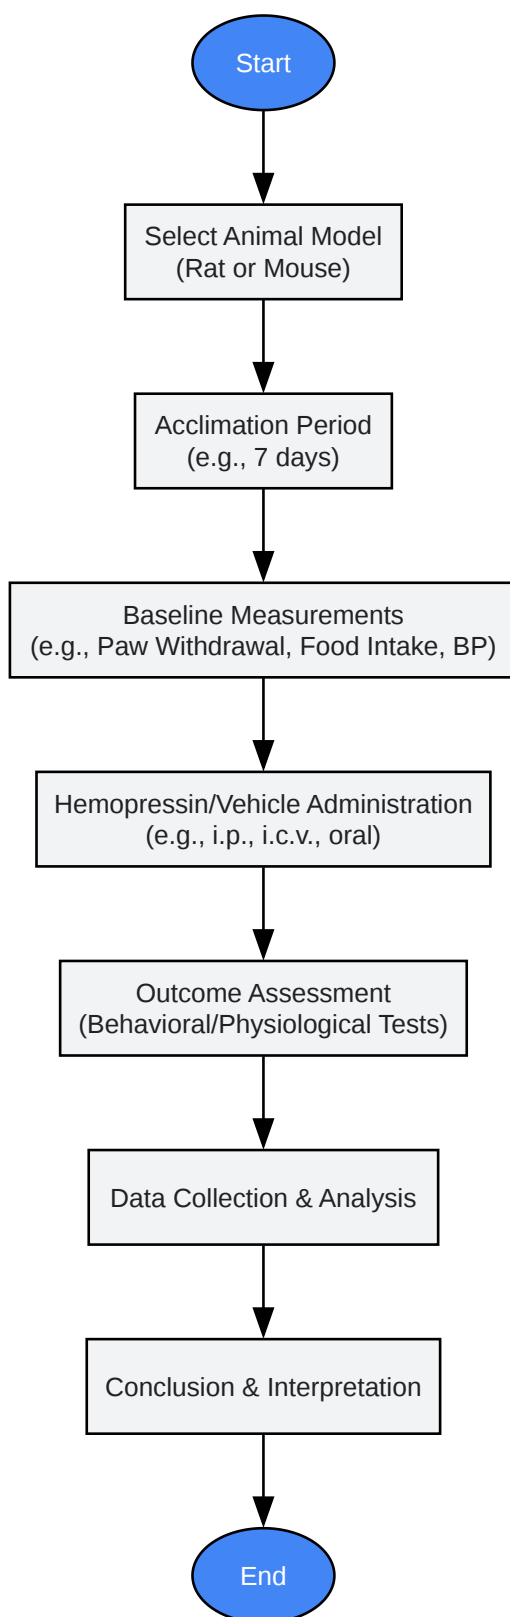 Start
Select Animal Model
(Rat or Mouse)
Acclimation Period
(e.g., 7 days)
Baseline Measurements
(e.g., Paw Withdrawal, Food Intake, BP)
Hemopressin/Vehicle Administration
(e.g., i.p., i.c.v., oral)
Outcome Assessment
(Behavioral/Physiological Tests)
Data Collection & Analysis
Conclusion & Interpretation
End